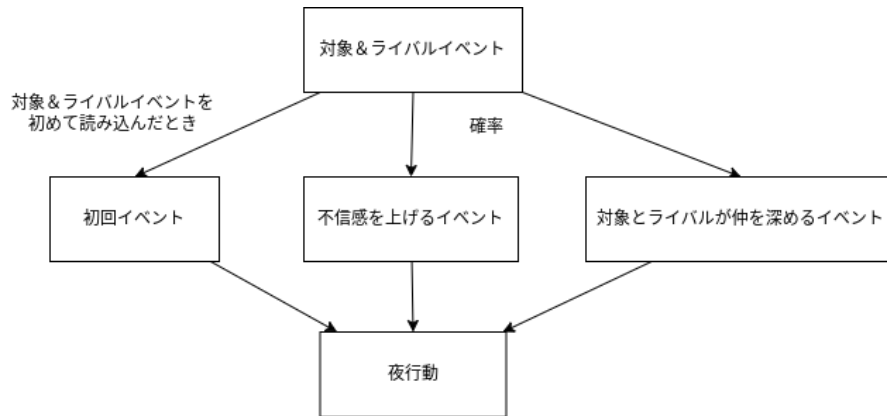 対象＆ライバルイベント
対象＆ライバルイベントを
初めて読み込んだとき
確率
初回イベント
不信感を上げるイベント
対象とライバルが仲を深めるイベント
夜行動